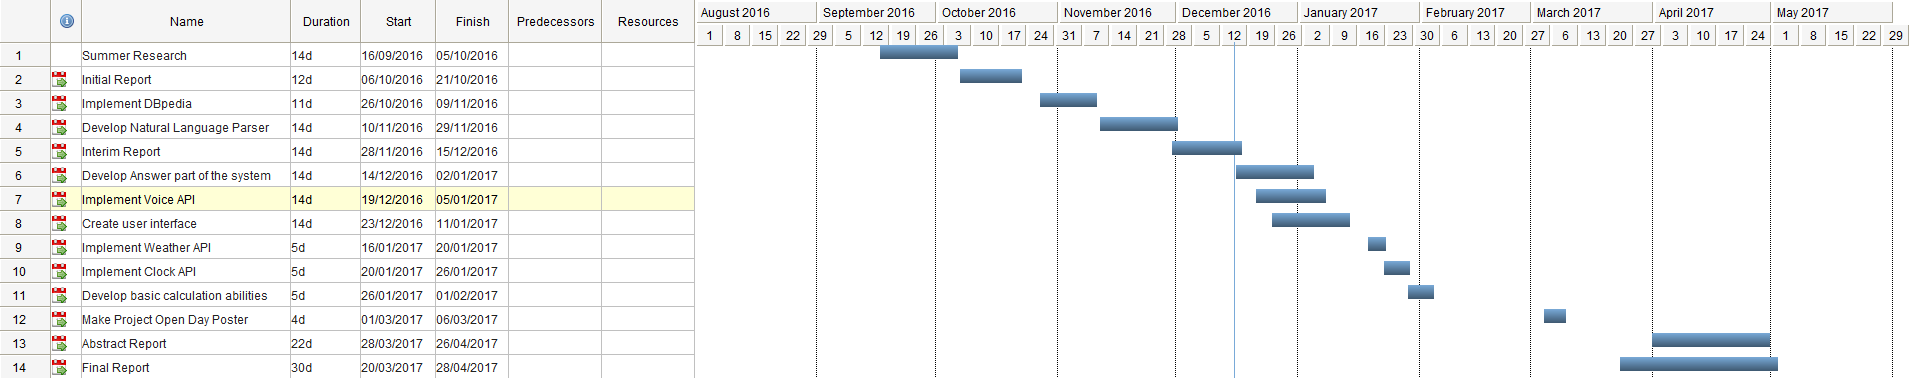 Name Duration Start Finish Predecessors Resources August 2016 September 2016 October 2016 November 2016 December 2016 January 2017 February 2017 March 2017 April 2017 May 2017
1 8 15 22 29 5 12 19 26 3 10 17 24 31 7 14 21 28 5 12 19 26 2 9 16 23 30 6 13 20 27 6 13 20 27 3 10 17 24 1 8 15 22 29
1 Summer Research 14d 16/09/2016 05/10/2016
2 Initial Report 12d 06/10/2016 21/10/2016
3 Implement DBpedia 11d 26/10/2016 09/11/2016
4 Develop Natural Language Parser 14d 10/11/2016 29/11/2016
5 Interim Report 14d 28/11/2016 15/12/2016
6 Develop Answer part of the system 14d 14/12/2016 02/01/2017
7 Implement Voice API 14d 19/12/2016 05/01/2017
8 Create user interface 14d 23/12/2016 11/01/2017
9 Implement Weather API 5d 16/01/2017 20/01/2017
10 Implement Clock API 5d 20/01/2017 26/01/2017
11 Develop basic calculation abilities 5d 26/01/2017 01/02/2017
12 Make Project Open Day Poster 4d 01/03/2017 06/03/2017
13 Abstract Report 22d 28/03/2017 26/04/2017
14 Final Report 30d 20/03/2017 28/04/2017